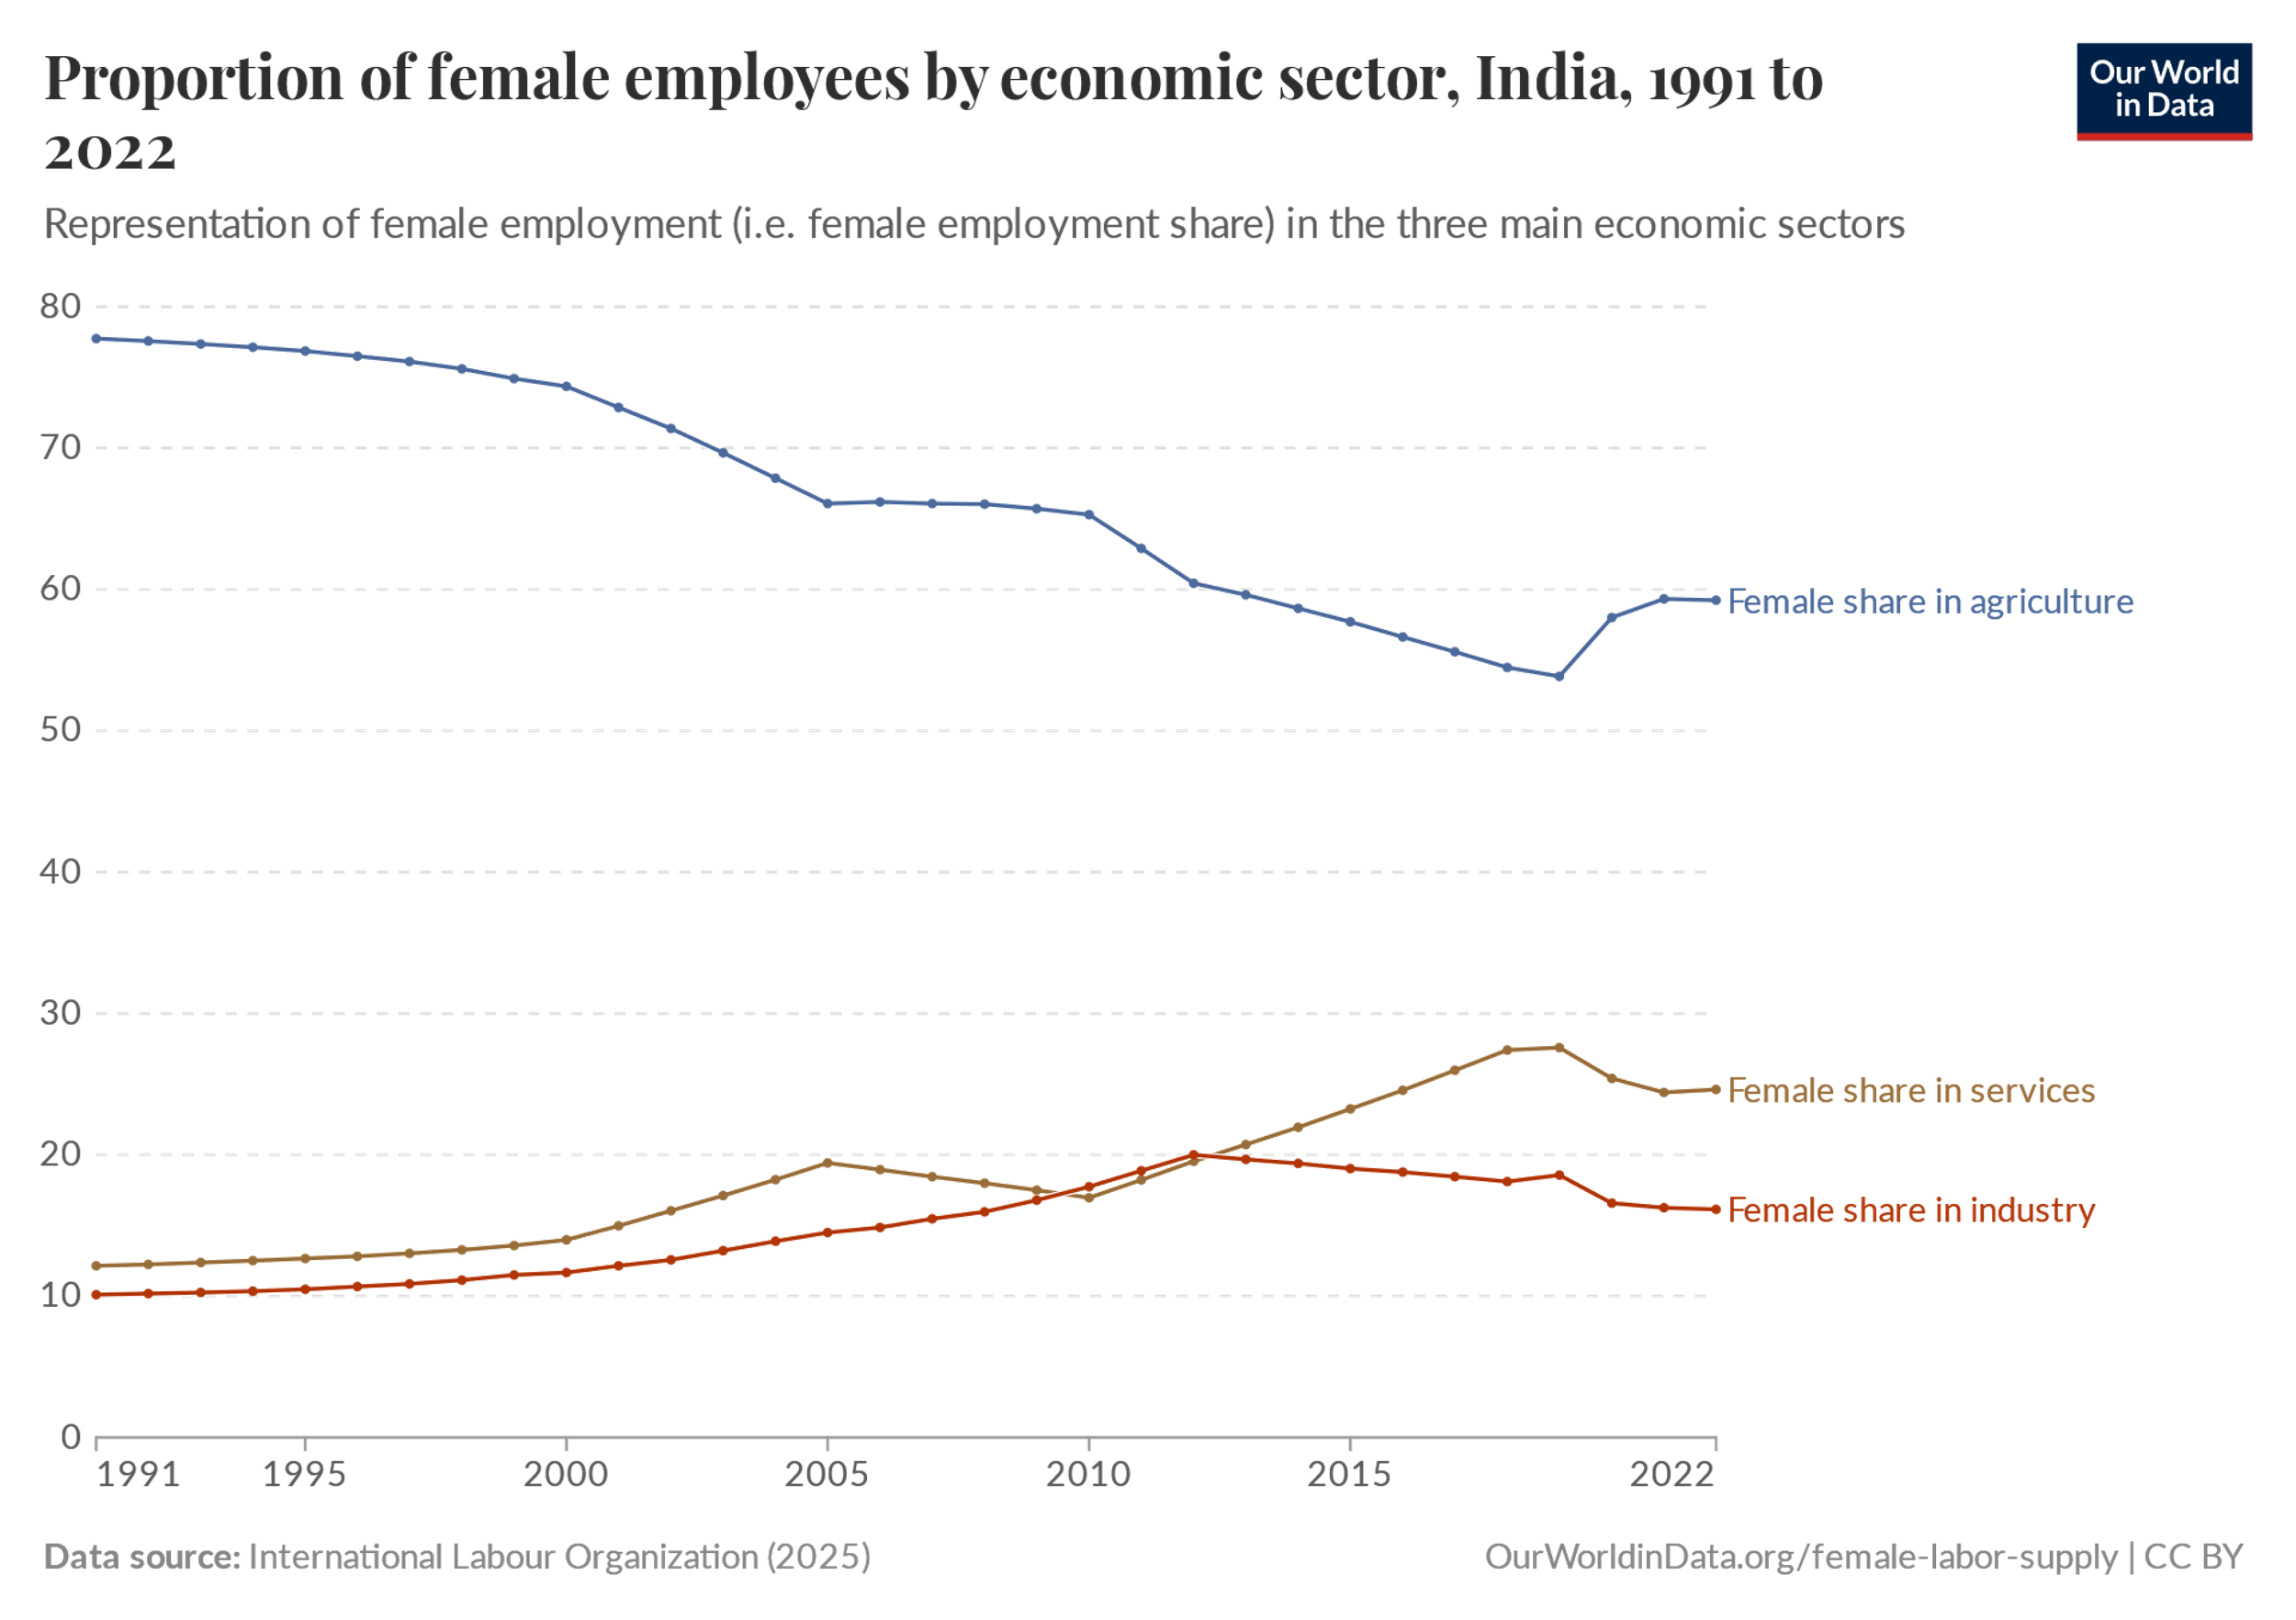 Proportion of female employees by economic sector, India, 1991 to
2022
Our World
in Data
Representation of female employment (i.e. female employment share) in the three main economic sectors
80
70
60
50
40
30
20
10
0
Female share in agriculture
Female share in services
Female share in industry
1991 1995 2000 2005 2010 2015 2022
Data source: International Labour Organization (2025)
OurWorldinData.org/female-labor-supply | CC BY